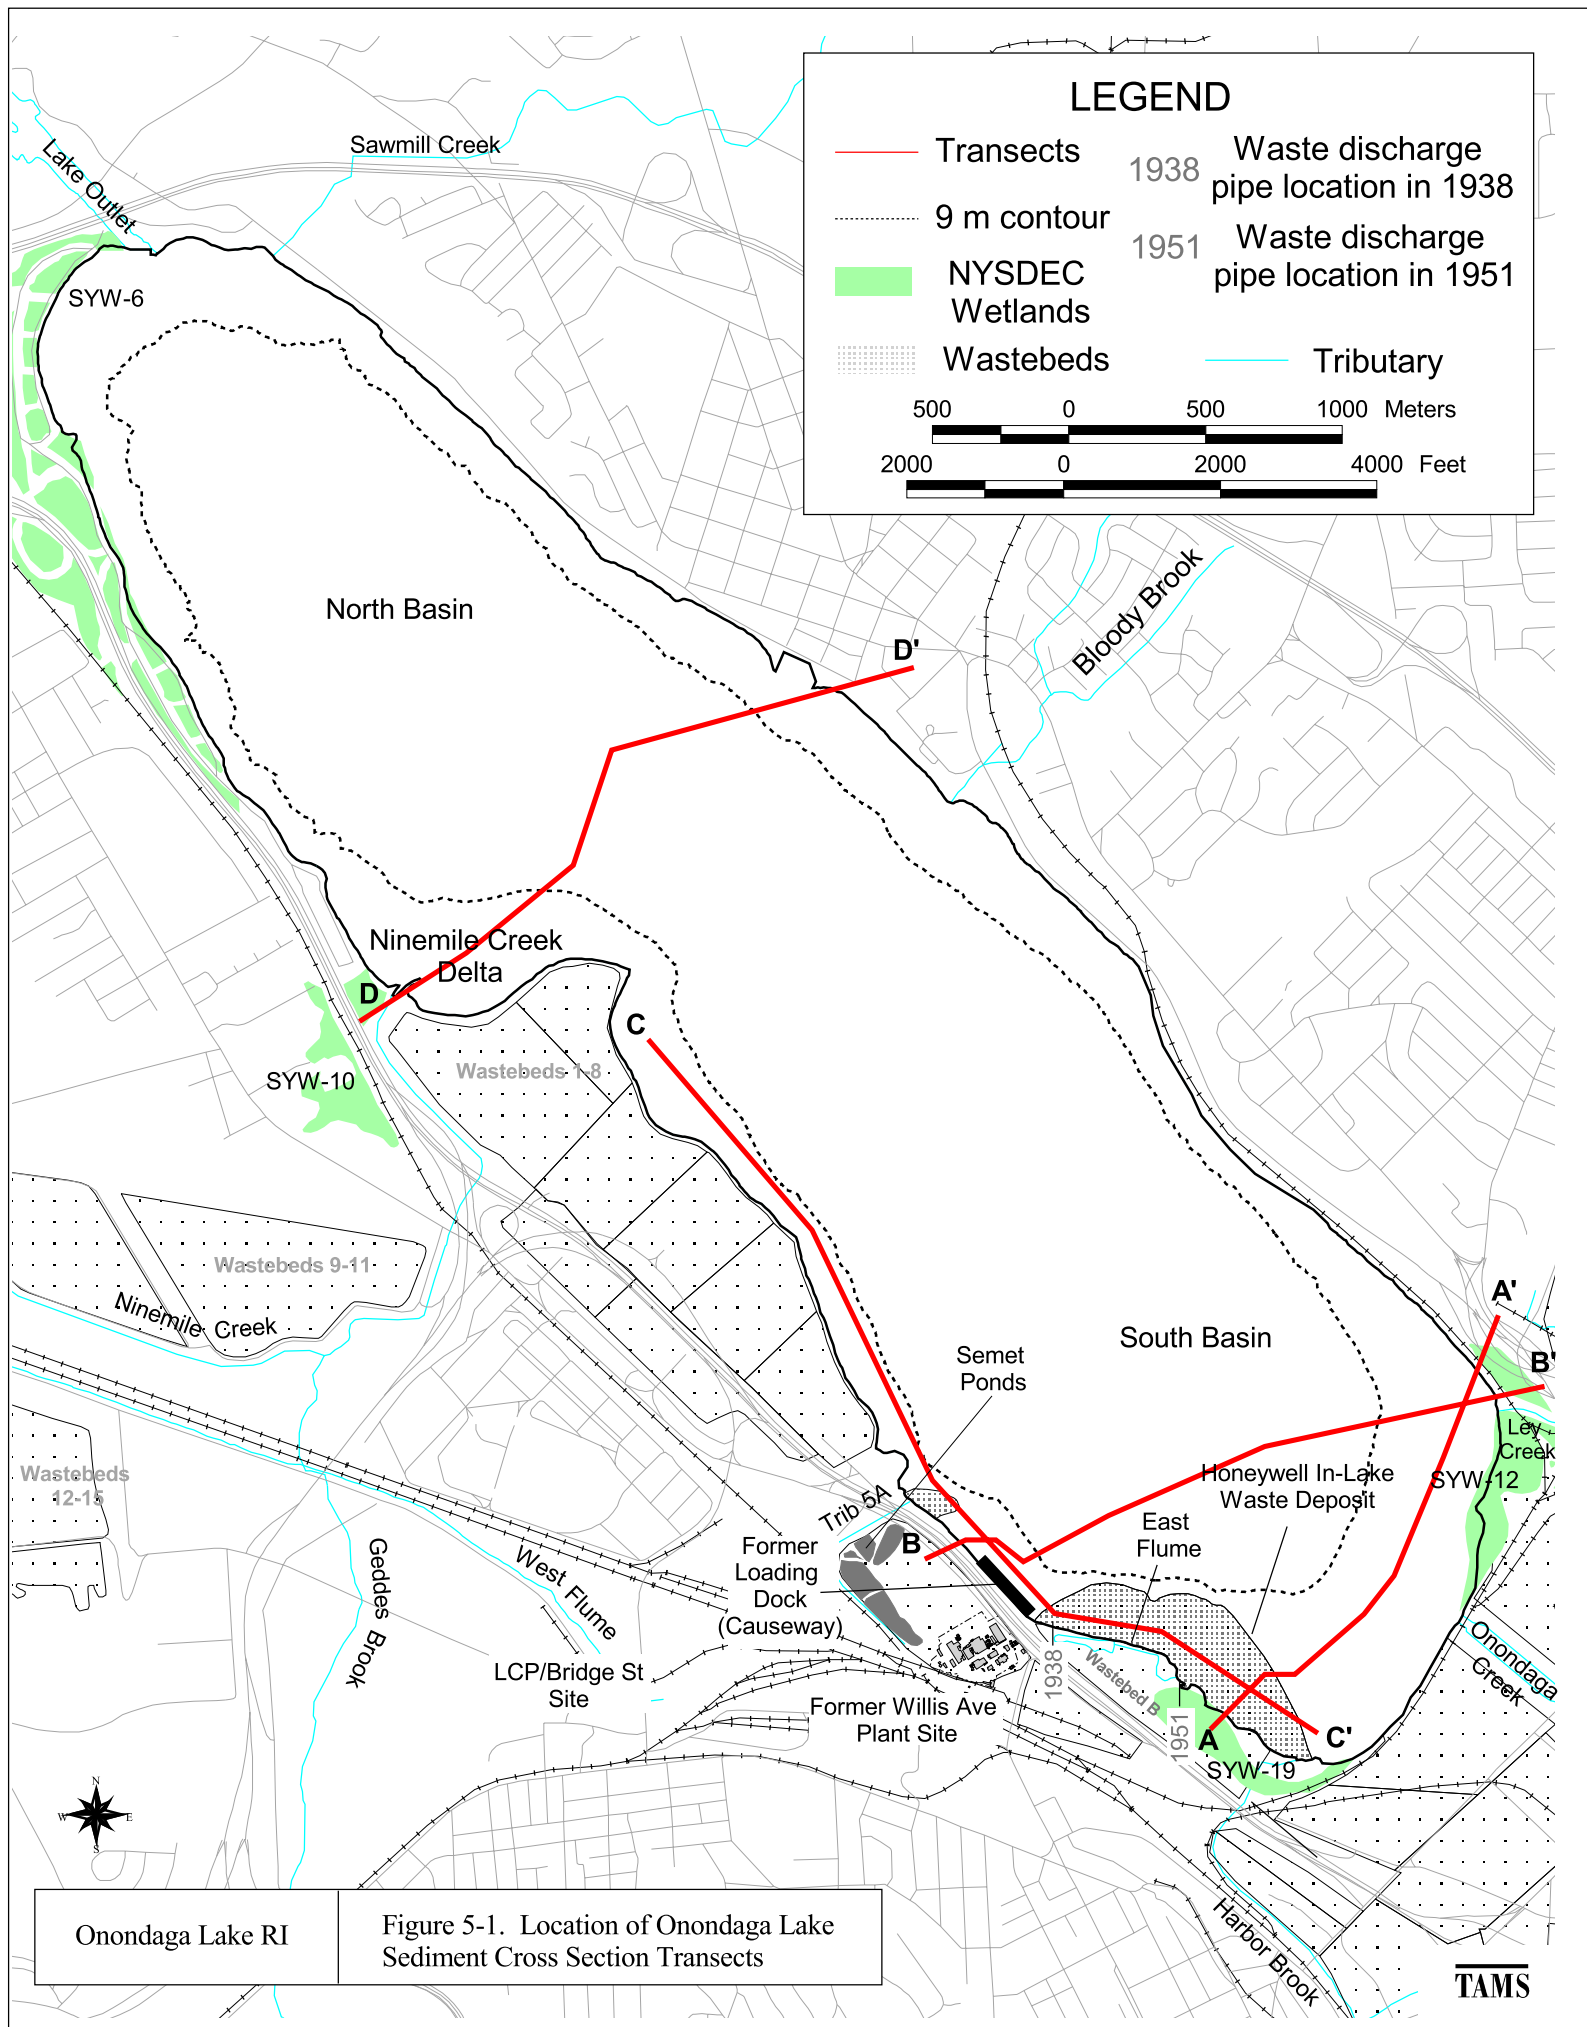 LEGEND
Transects
1938
Waste discharge
pipe location in 1938
9 m contour
1951
Waste discharge
pipe location in 1951
NYSDEC
Wetlands
Wastebeds
Tributary
500 0 500 1000 Meters
2000 0 2000 4000 Feet
Sawmill Creek
Lake Outlet
SYW-6
North Basin
Bloody Brook
D'
Ninemile Creek
Delta
D
C
Wastebeds 1-8
SYW-10
Wastebeds 9-11
Ninemile Creek
A'
South Basin
B'
Semet
Ponds
Ley
Creek
Honeywell In-Lake
Waste Deposit
SYW-12
Wastebeds
12-15
Trib 5A
B
East
Flume
Former
Loading
Dock
(Causeway)
West Flume
Geddes Brook
Onondaga
Creek
LCP/Bridge St
Site
1938
Wastebed B
1951
Former Willis Ave
Plant Site
A
C'
SYW-19
N
W E
S
Harbor Brook
Onondaga Lake RI
Figure 5-1. Location of Onondaga Lake
Sediment Cross Section Transects
TAMS